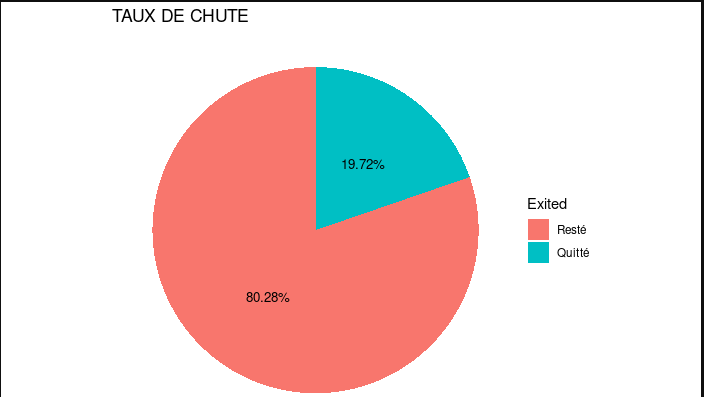 TAUX DE CHUTE
19.72%
80.28%
Exited
Resté
Quitté